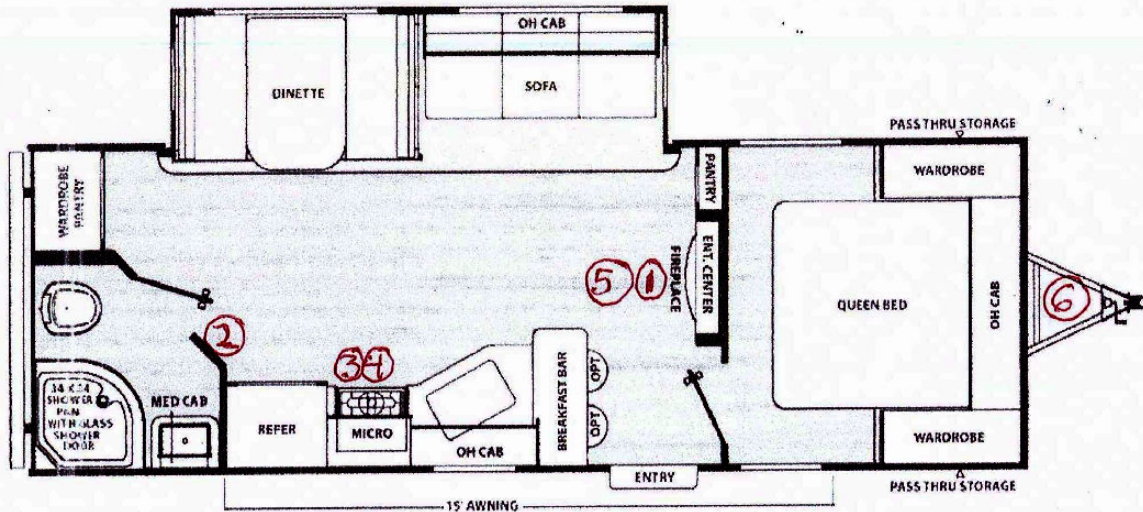 OH CAB
DINETTE
SOFA
PASS THRU STORAGE
WARDROBE
PANTRY
WARDROBE
PANTRY
ENT. CENTER
FIREPLACE
5 1
6
QUEEN BED
OH CAB
2
3 4
BREAKFAST BAR
OPT
OPT
34 X 24
SHOWER
PAN
WITH GLASS
SHOWER
DOOR
MED CAB
REFER
MICRO
OH CAB
WARDROBE
ENTRY
PASS THRU STORAGE
15' AWNING